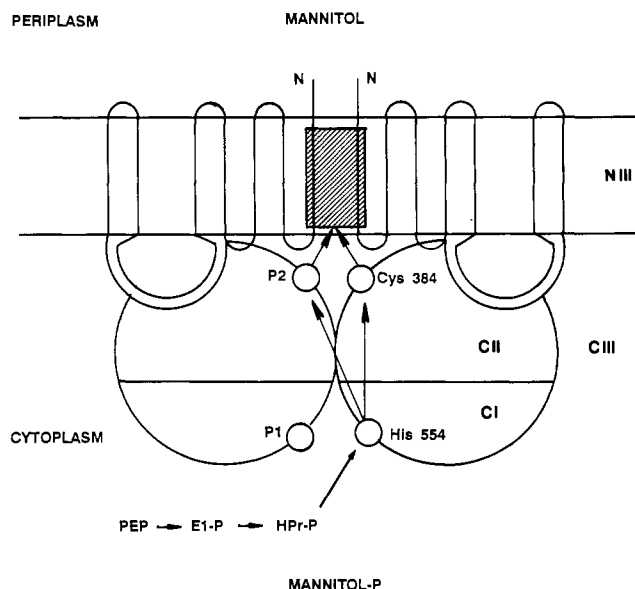 PERIPLASM MANNITOL
N N
N III
P2 Cys 384
C II C III
C I
CYTOPLASM P1 His 554
PEP → E1-P → HPr-P
MANNITOL-P